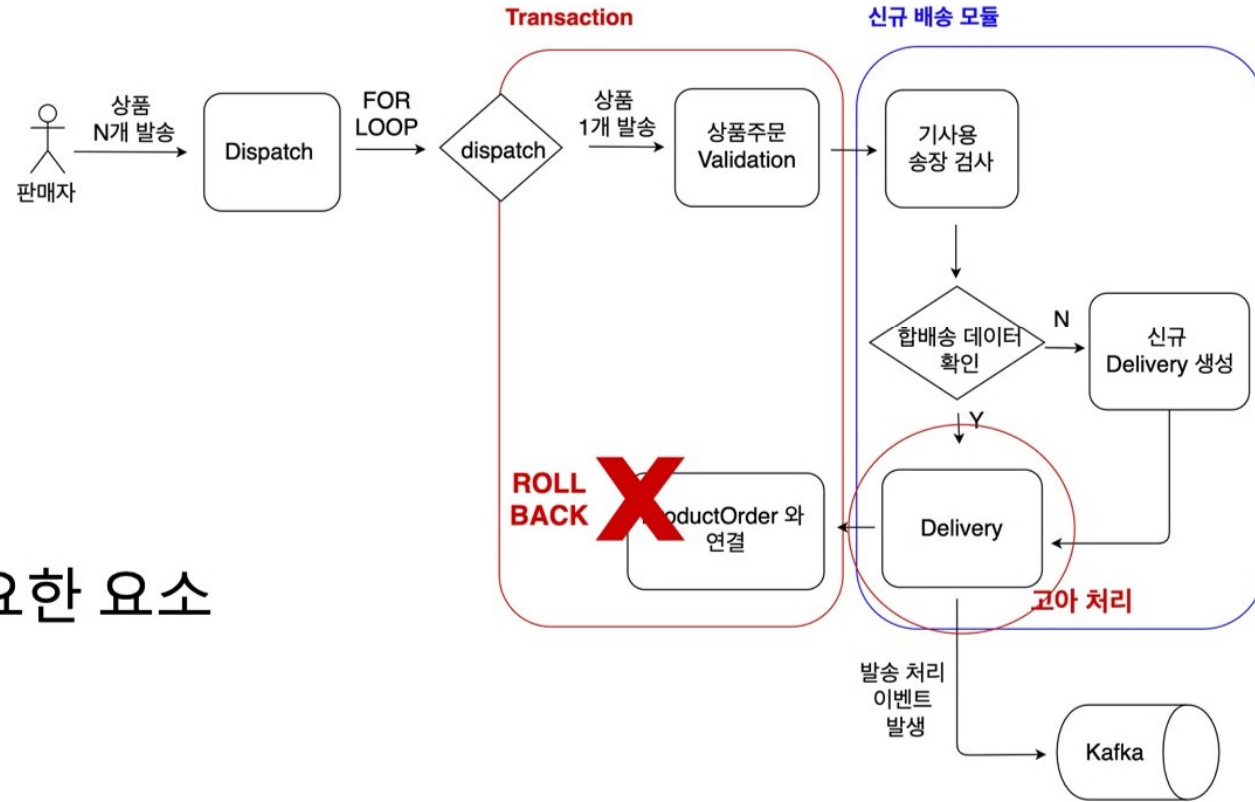 Transaction
신규 배송 모듈
판매자
상품
N개 발송
Dispatch
FOR
LOOP
dispatch
상품
1개 발송
상품주문
Validation
기사용
송장 검사
합배송 데이터
확인
N
신규
Delivery 생성
Y
ROLL
BACK
와
연결
Delivery
고아 처리
요한 요소
발송 처리
이벤트
발생
Kafka